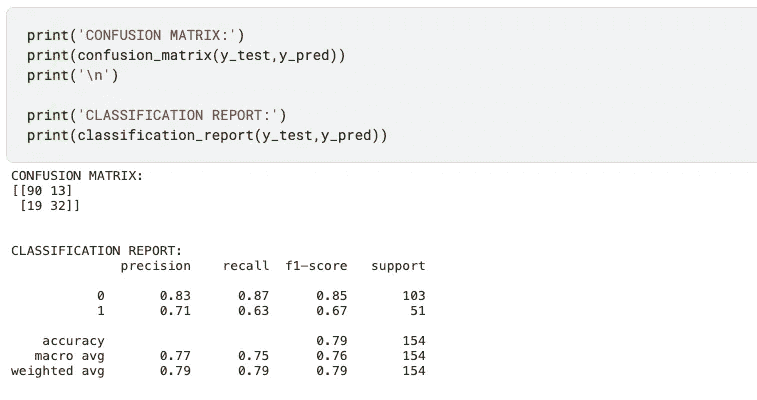 print('CONFUSION MATRIX:')
print(confusion_matrix(y_test,y_pred))
print('\n')
print('CLASSIFICATION REPORT:')
print(classification_report(y_test,y_pred))
CONFUSION MATRIX:
[[90 13]
 [19 32]]
CLASSIFICATION REPORT:
              precision    recall  f1-score   support
           0       0.83      0.87      0.85       103
           1       0.71      0.63      0.67        51
    accuracy                           0.79       154
   macro avg       0.77      0.75      0.76       154
weighted avg       0.79      0.79      0.79       154